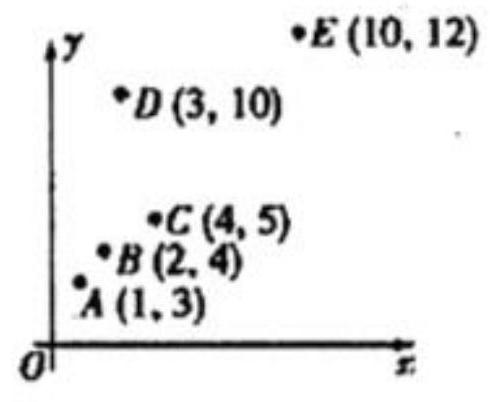 y
E (10, 12)
D (3, 10)
C (4, 5)
B (2, 4)
A (1, 3)
O
x